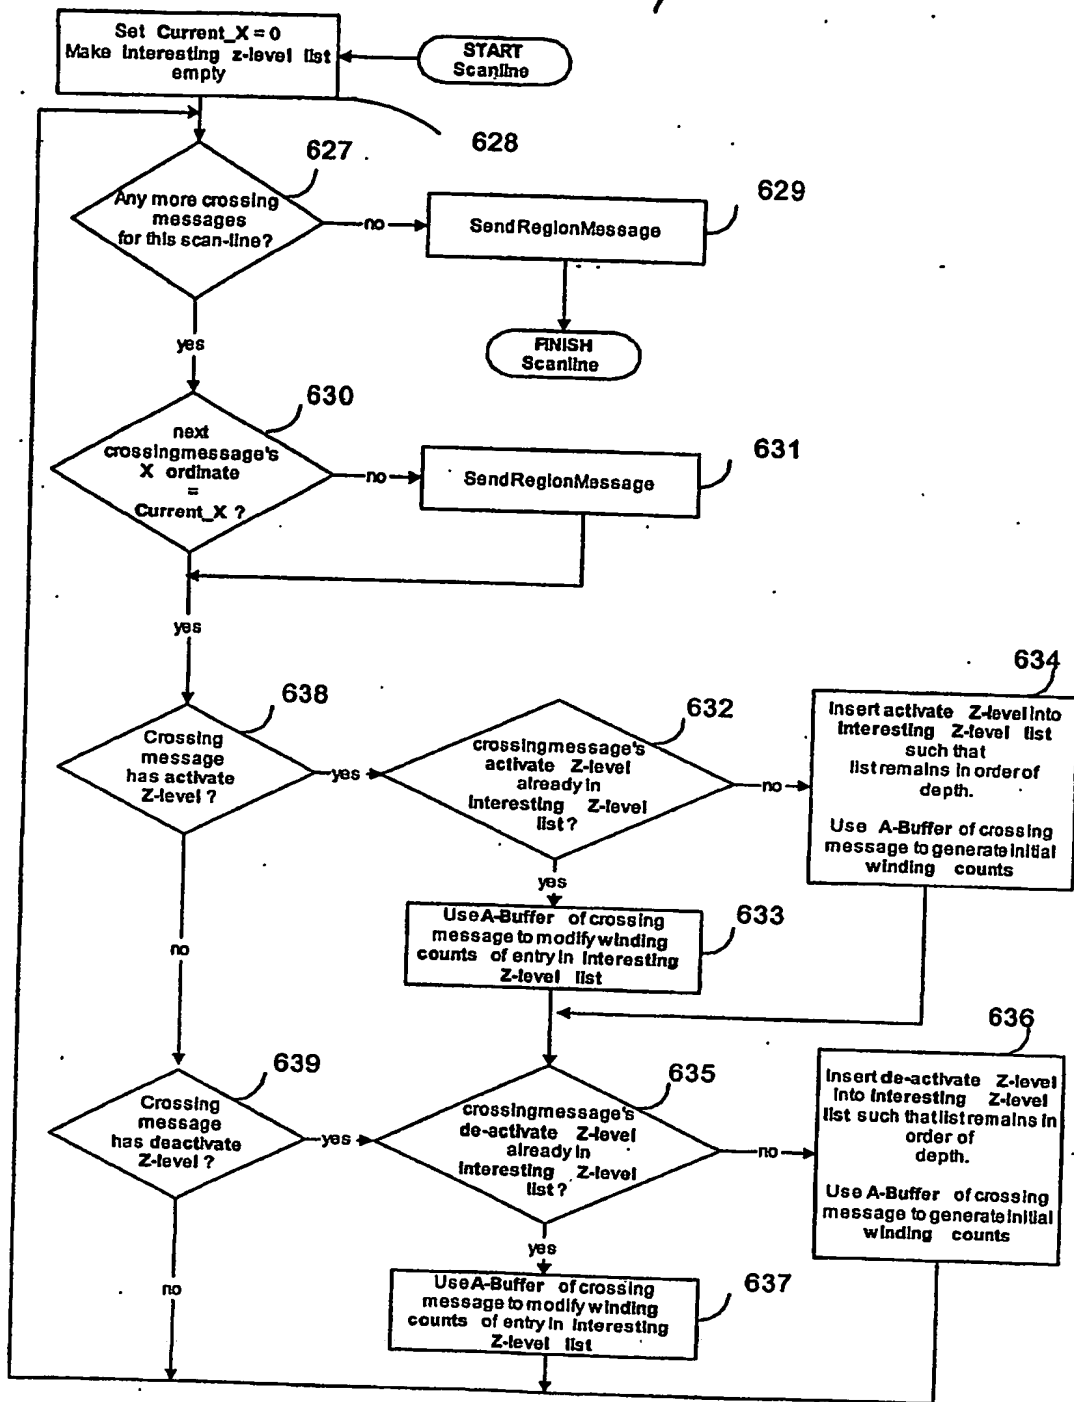 Set Current_X = 0
Make interesting z-level list
empty
START
Scanline
628
627
Any more crossing
messages
for this scan-line?
no
SendRegionMessage
629
FINISH
Scanline
yes
630
next
crossingmessage's
X ordinate
=
Current_X ?
no
SendRegionMessage
631
yes
638
Crossing
message
has activate
Z-level ?
yes
632
crossingmessage's
activate Z-level
already in
Interesting Z-level
list ?
no
634
Insert activate Z-level into
Interesting Z-level list
such that
list remains in order of
depth.
Use A-Buffer of crossing
message to generate initial
winding counts
yes
633
Use A-Buffer of crossing
message to modify winding
counts of entry in Interesting
Z-level list
no
639
Crossing
message
has deactivate
Z-level ?
yes
635
crossingmessage's
de-activate Z-level
already in
Interesting Z-level
list ?
no
636
Insert de-activate Z-level
into Interesting Z-level
list such that list remains in
order of
depth.
Use A-Buffer of crossing
message to generate initial
winding counts
yes
637
Use A-Buffer of crossing
message to modify winding
counts of entry in Interesting
Z-level list
no